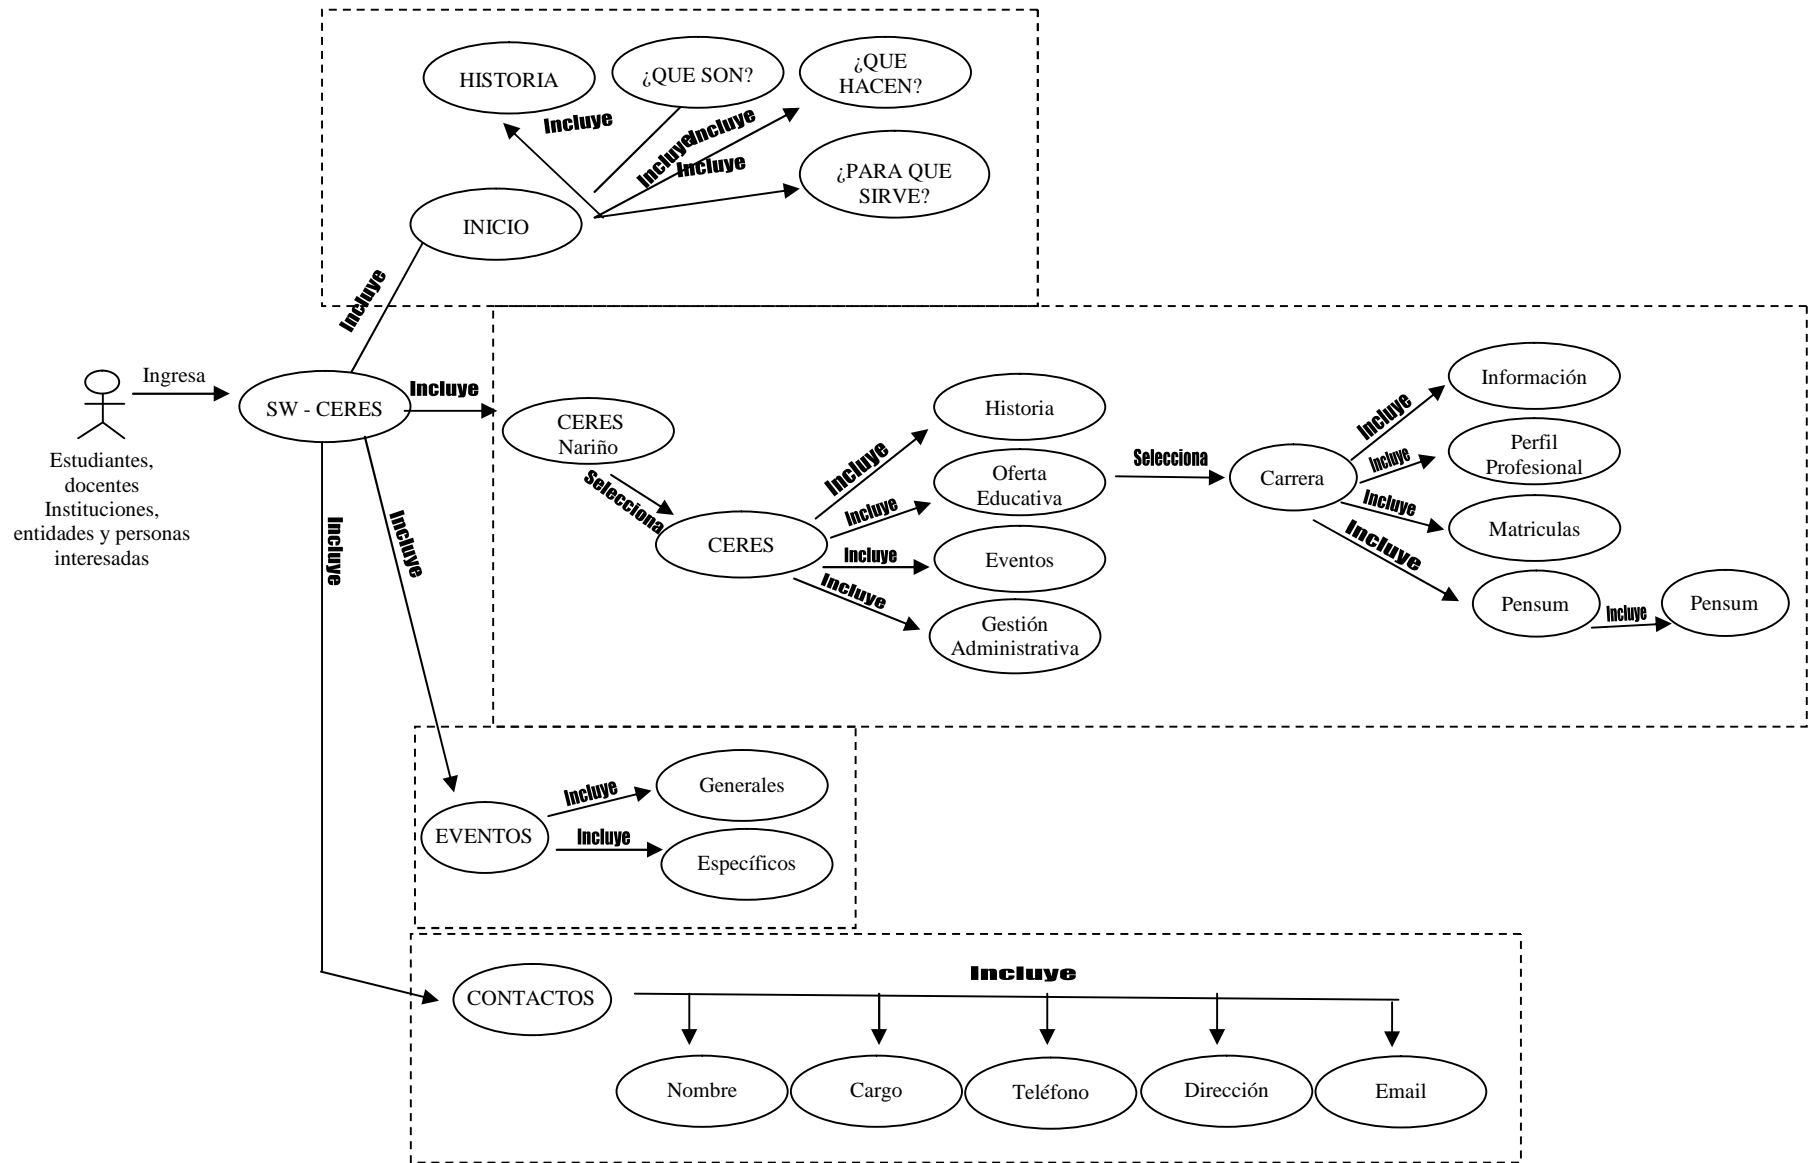 HISTORIA
¿QUE SON?
¿QUE
HACEN?
Incluye
Incluye
Incluye
Incluye
¿PARA QUE
SIRVE?
INICIO
Incluye
Ingresa
SW - CERES
Estudiantes,
docentes
Instituciones,
entidades y personas
interesadas
Incluye
Incluye
Incluye
CERES
Nariño
Selecciona
CERES
Incluye
Incluye
Incluye
Incluye
Historia
Oferta
Educativa
Eventos
Gestión
Administrativa
Selecciona
Carrera
Incluye
Incluye
Incluye
Incluye
Información
Perfil
Profesional
Matriculas
Pensum
Incluye
Pensum
EVENTOS
Incluye
Incluye
Generales
Específicos
CONTACTOS
Incluye
Nombre
Cargo
Teléfono
Dirección
Email